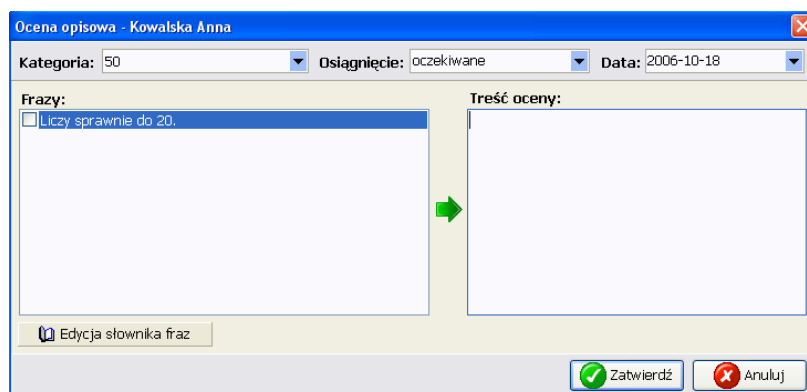 Ocena opisowa - Kowalska Anna
Kategoria: 50 Osiągnięcie: oczekiwane Data: 2006-10-18
Frazy: Treść oceny:
Liczy sprawnie do 20.
Edycja słownika fraz
Zatwierdź Anuluj